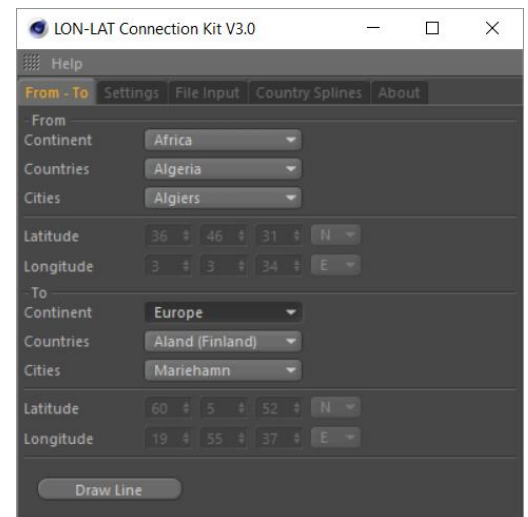 LON-LAT Connection Kit V3.0
Help
From - To Settings File Input Country Splines About
From
Continent Africa
Countries Algeria
Cities Algiers
Latitude 36 46 31 N
Longitude 3 3 34 E
To
Continent Europe
Countries Aland (Finland)
Cities Mariehamn
Latitude 60 5 52 N
Longitude 19 55 37 E
Draw Line